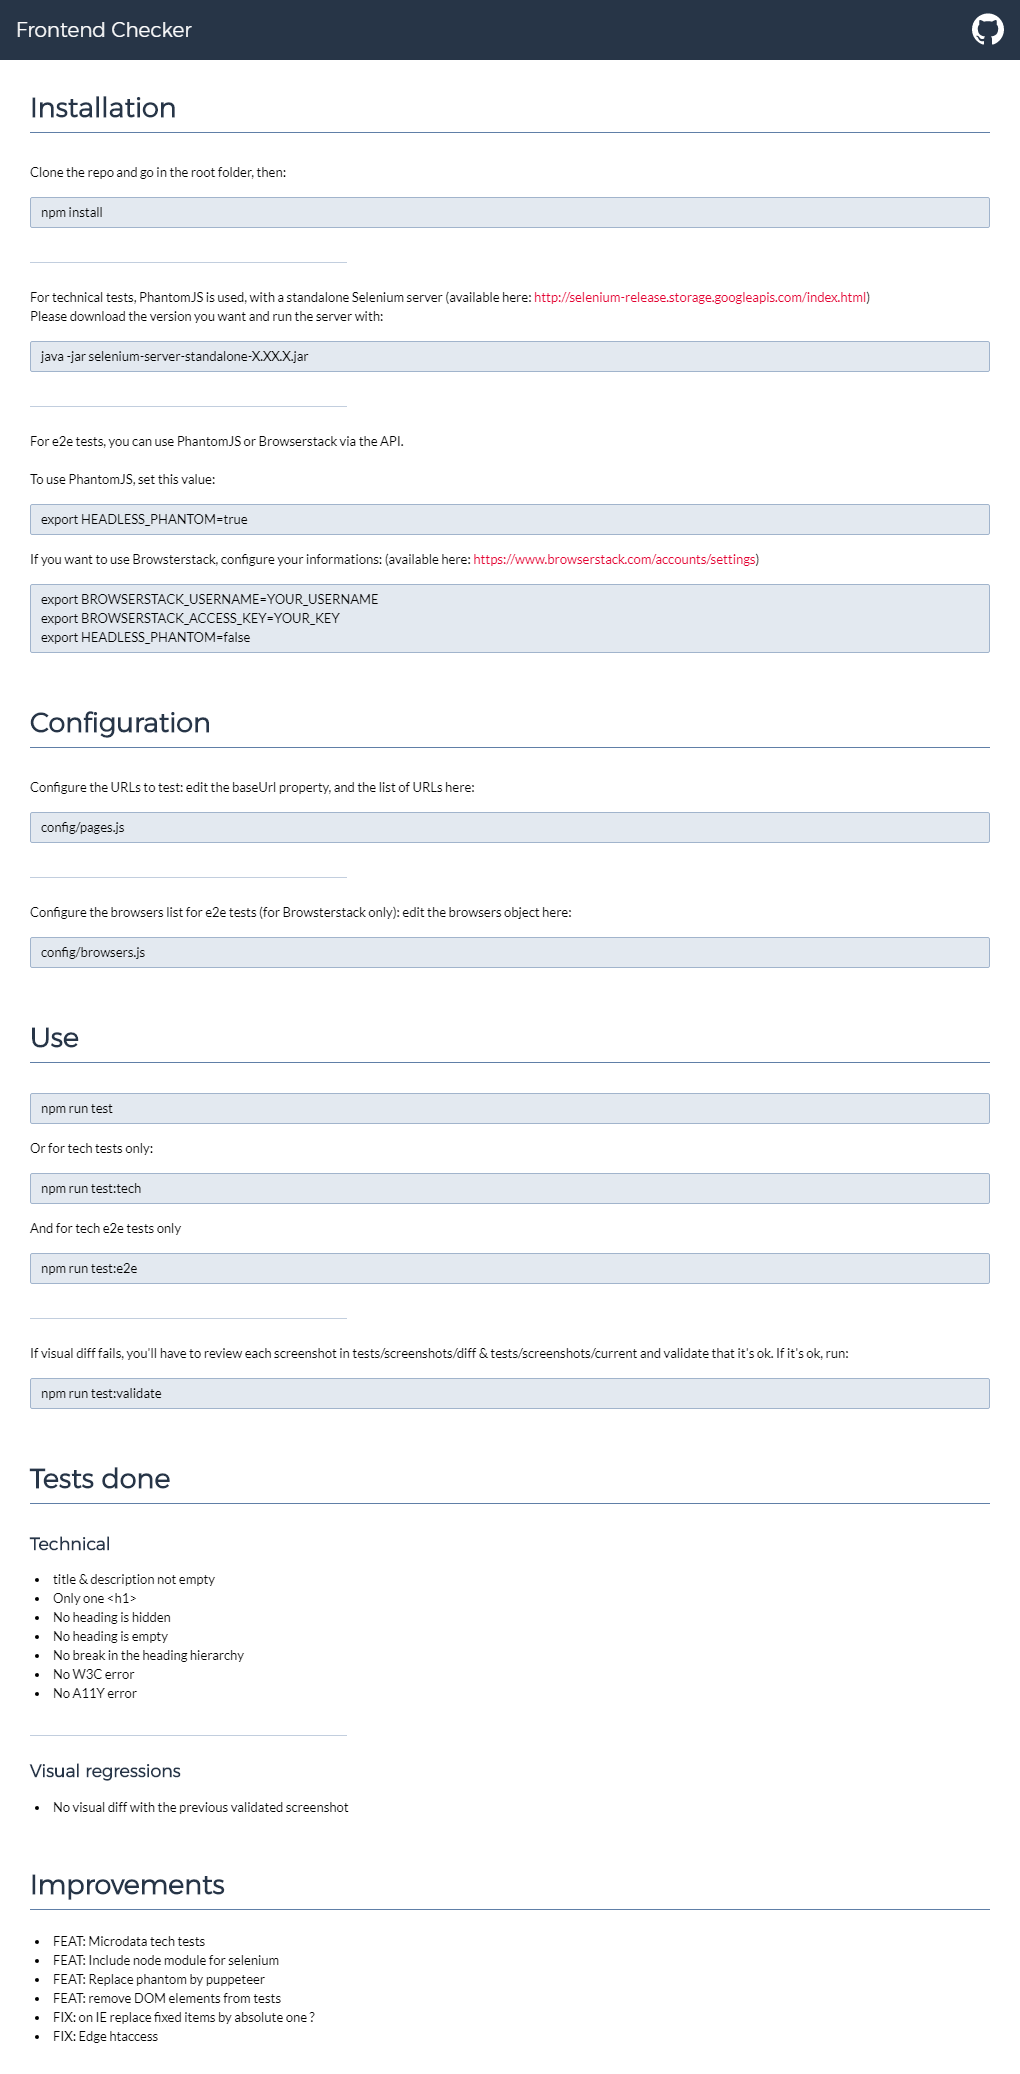 Frontend Checker
Installation
Clone the repo and go in the root folder, then:
npm install
For technical tests, PhantomJS is used, with a standalone Selenium server (available here: http://selenium-release.storage.googleapis.com/index.html)
Please download the version you want and run the server with:
java -jar selenium-server-standalone-X.XX.X.jar
For e2e tests, you can use PhantomJS or Browserstack via the API.
To use PhantomJS, set this value:
export HEADLESS_PHANTOM=true
If you want to use Browsterstack, configure your informations: (available here: https://www.browserstack.com/accounts/settings)
export BROWSERSTACK_USERNAME=YOUR_USERNAME
export BROWSERSTACK_ACCESS_KEY=YOUR_KEY
export HEADLESS_PHANTOM=false
Configuration
Configure the URLs to test: edit the baseUrl property, and the list of URLs here:
config/pages.js
Configure the browsers list for e2e tests (for Browsterstack only): edit the browsers object here:
config/browsers.js
Use
npm run test
Or for tech tests only:
npm run test:tech
And for tech e2e tests only
npm run test:e2e
If visual diff fails, you'll have to review each screenshot in tests/screenshots/diff & tests/screenshots/current and validate that it's ok. If it's ok, run:
npm run test:validate
Tests done
Technical
• title & description not empty
• Only one <h1>
• No heading is hidden
• No heading is empty
• No break in the heading hierarchy
• No W3C error
• No A11Y error
Visual regressions
• No visual diff with the previous validated screenshot
Improvements
• FEAT: Microdata tech tests
• FEAT: Include node module for selenium
• FEAT: Replace phantom by puppeteer
• FEAT: remove DOM elements from tests
• FIX: on IE replace fixed items by absolute one ?
• FIX: Edge htaccess